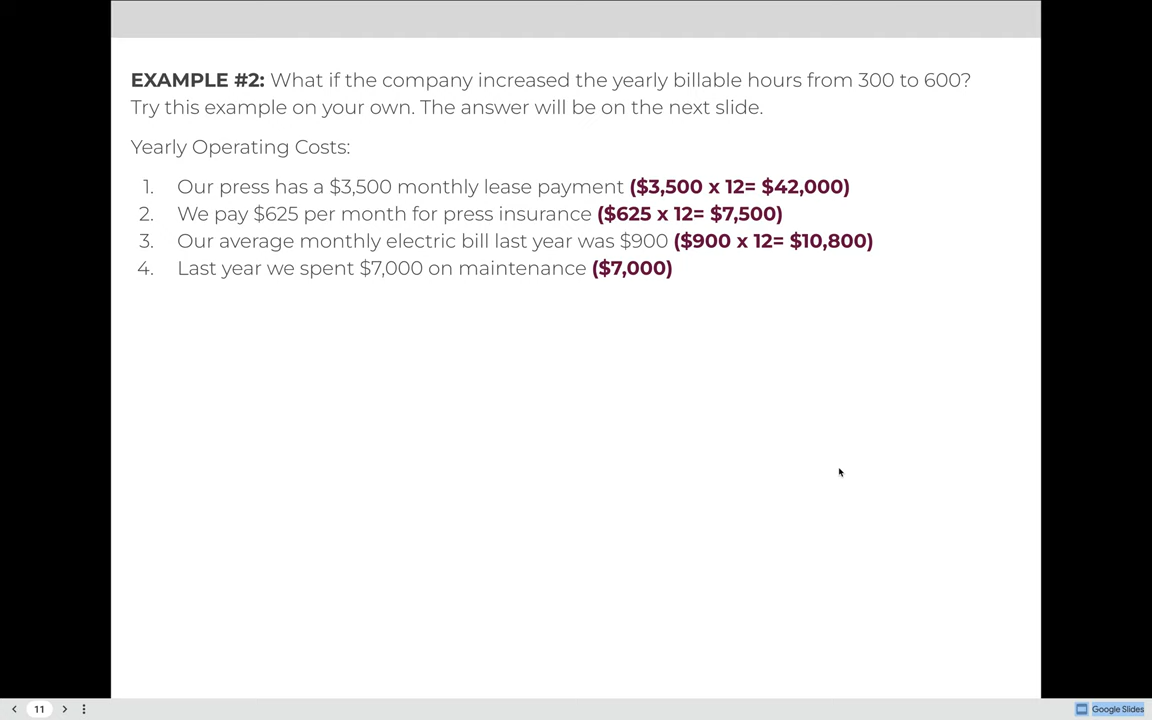 EXAMPLE #2: What if the company increased the yearly billable hours from 300 to 600?
Try this example on your own. The answer will be on the next slide.
Yearly Operating Costs:
1. Our press has a $3,500 monthly lease payment ($3,500 x 12= $42,000)
2. We pay $625 per month for press insurance ($625 x 12= $7,500)
3. Our average monthly electric bill last year was $900 ($900 x 12= $10,800)
4. Last year we spent $7,000 on maintenance ($7,000)
11
Google Slides